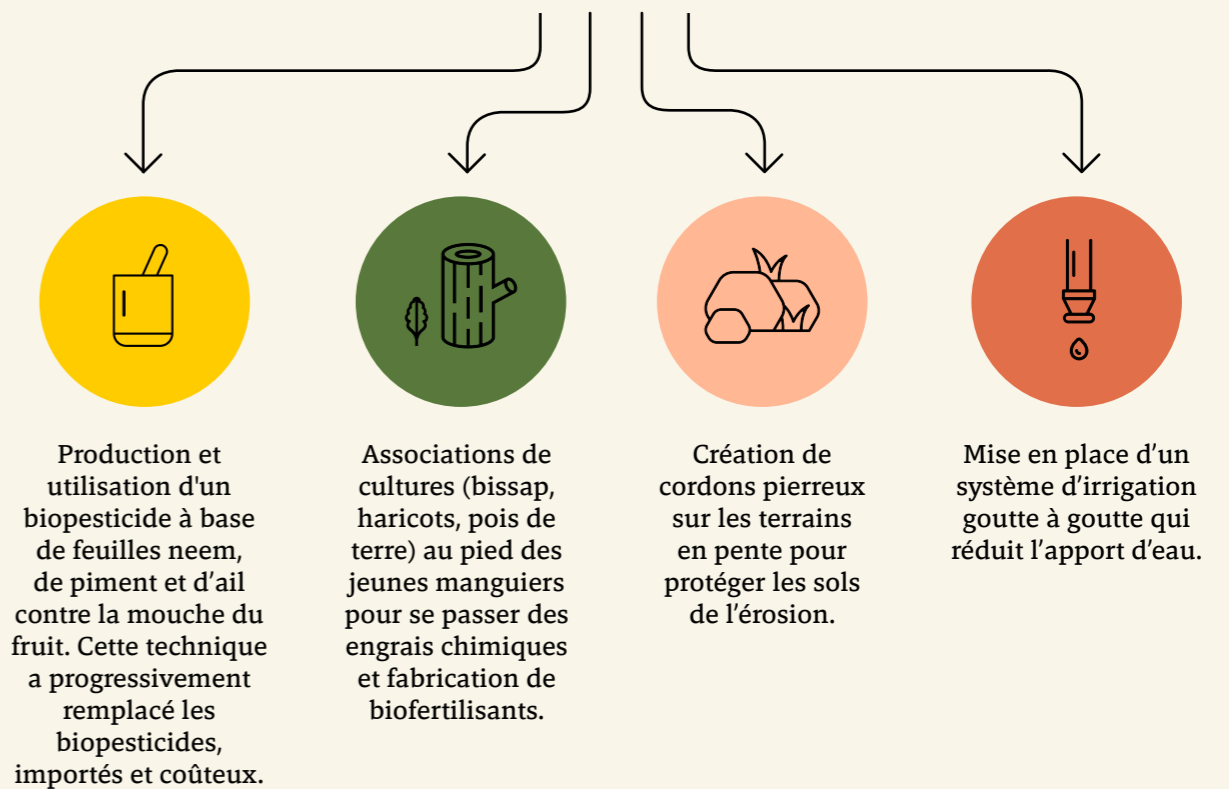 Production et
utilisation d'un
biopesticide à base
de feuilles neem,
de piment et d’ail
contre la mouche du
fruit. Cette technique
a progressivement
remplacé les
biopesticides,
importés et coûteux.
Associations de
cultures (bissap,
haricots, pois de
terre) au pied des
jeunes manguiers
pour se passer des
engrais chimiques
et fabrication de
biofertilisants.
Création de
cordons pierreux
sur les terrains
en pente pour
protéger les sols
de l’érosion.
Mise en place d’un
système d’irrigation
goutte à goutte qui
réduit l’apport d’eau.